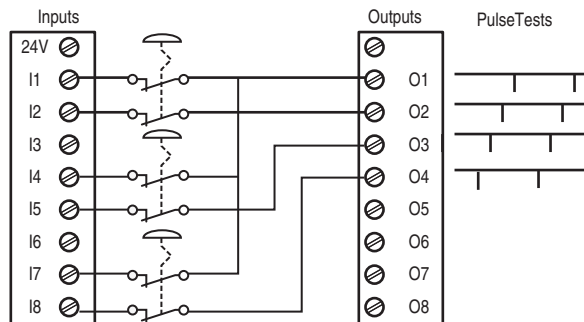 Inputs Outputs PulseTests
24V
I1 O1
I2 O2
I3 O3
I4 O4
I5 O5
I6 O6
I7 O7
I8 O8